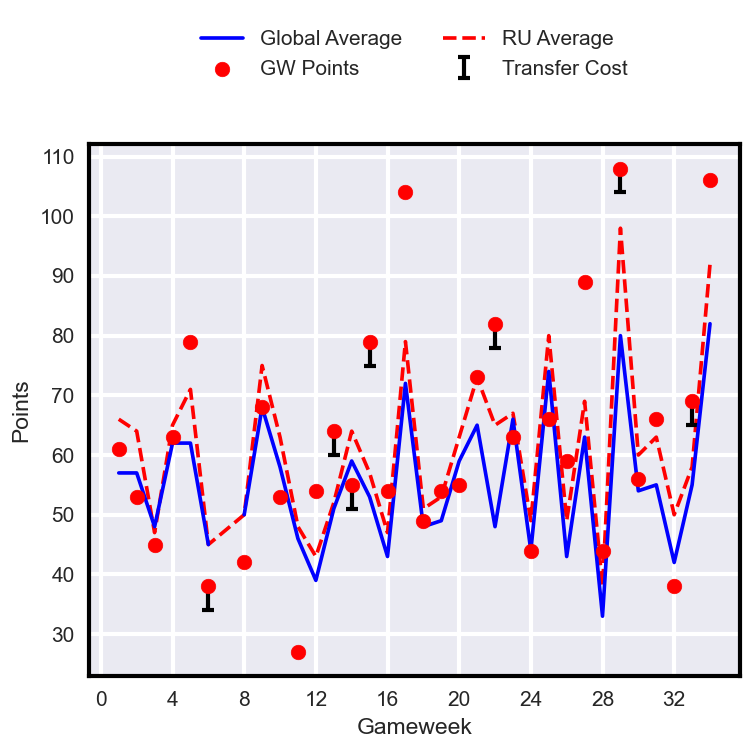 Global Average
RU Average
GW Points
Transfer Cost
110
100
90
80
70
60
50
40
30
Points
0 4 8 12 16 20 24 28 32
Gameweek